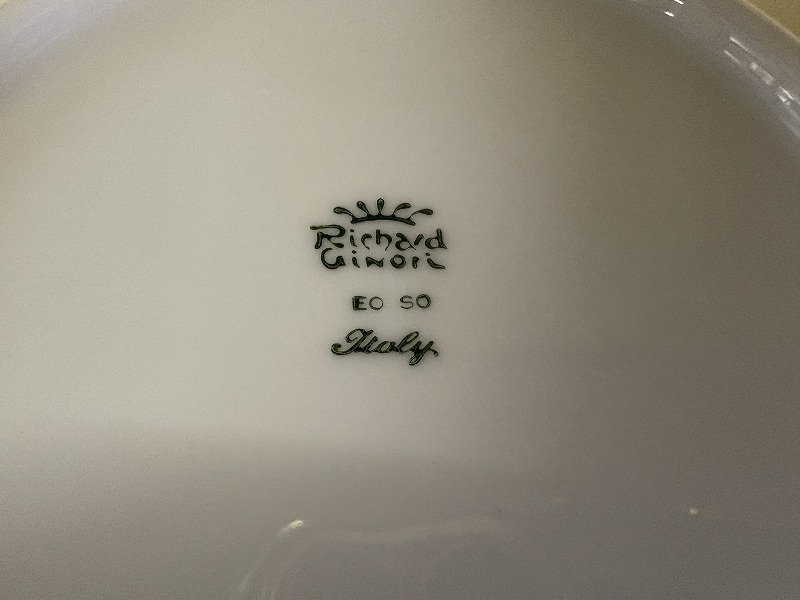 Richard
GiNori
EO SO
Italy